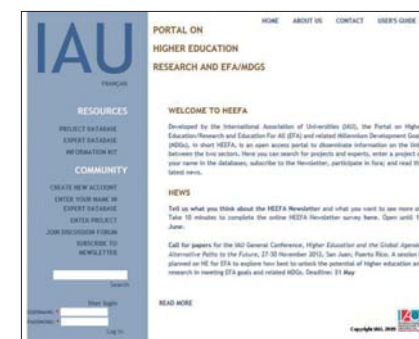 IAU
FRANÇAIS
RESOURCES
PROJECT DATABASE
EXPERT DATABASE
INFORMATION KIT
COMMUNITY
CREATE NEW ACCOUNT
ENTER YOUR NAME IN
EXPERT DATABASE
ENTER PROJECT
JOIN DISCUSSION FORUM
SUBSCRIBE TO
NEWSLETTER
Search
User login
USERNAME: *
PASSWORD: *
Log in
HOME ABOUT US CONTACT USER'S GUIDE
PORTAL ON
HIGHER EDUCATION
RESEARCH AND EFA/MDGS
WELCOME TO HEEFA
Developed by the International Association of Universities (IAU), the Portal on High
Education/Research and Education For All (EFA) and related Millennium Development Goa
(MDGs), in short HEEFA, is an open access portal to disseminate information on the lin
between the two sectors. Here you can search for projects and experts, enter a project o
your name in the databases, subscribe to the Newsletter, participate in fora; and read th
latest news.
NEWS
Tell us what you think about the HEEFA Newsletter and what you want to see more of
Take 10 minutes to complete the online HEEFA Newsletter survey here. Open until
June.
Call for papers for the IAU General Conference, Higher Education and the Global Agenda
Alternative Paths to the Future, 27-30 November 2012, San Juan, Puerto Rico. A session
planned on HE for EFA to explore how best to unlock the potential of higher education an
research in meeting EFA goals and related MDGs. Deadline: 31 May
READ MORE
Copyright IAU, 2009